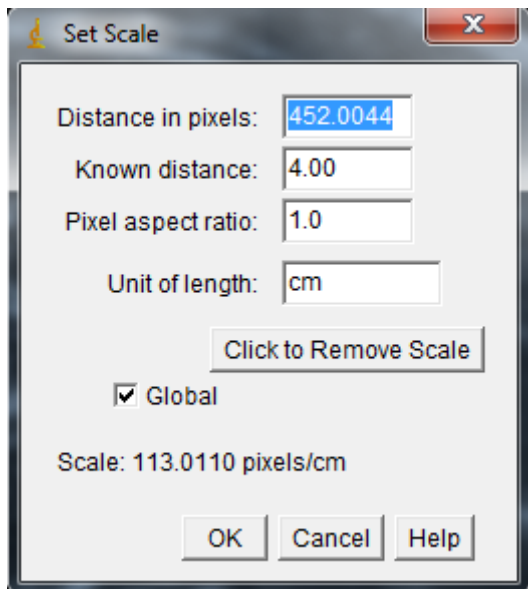 Set Scale
Distance in pixels: 452.0044
Known distance: 4.00
Pixel aspect ratio: 1.0
Unit of length: cm
Click to Remove Scale
Global
Scale: 113.0110 pixels/cm
OK Cancel Help